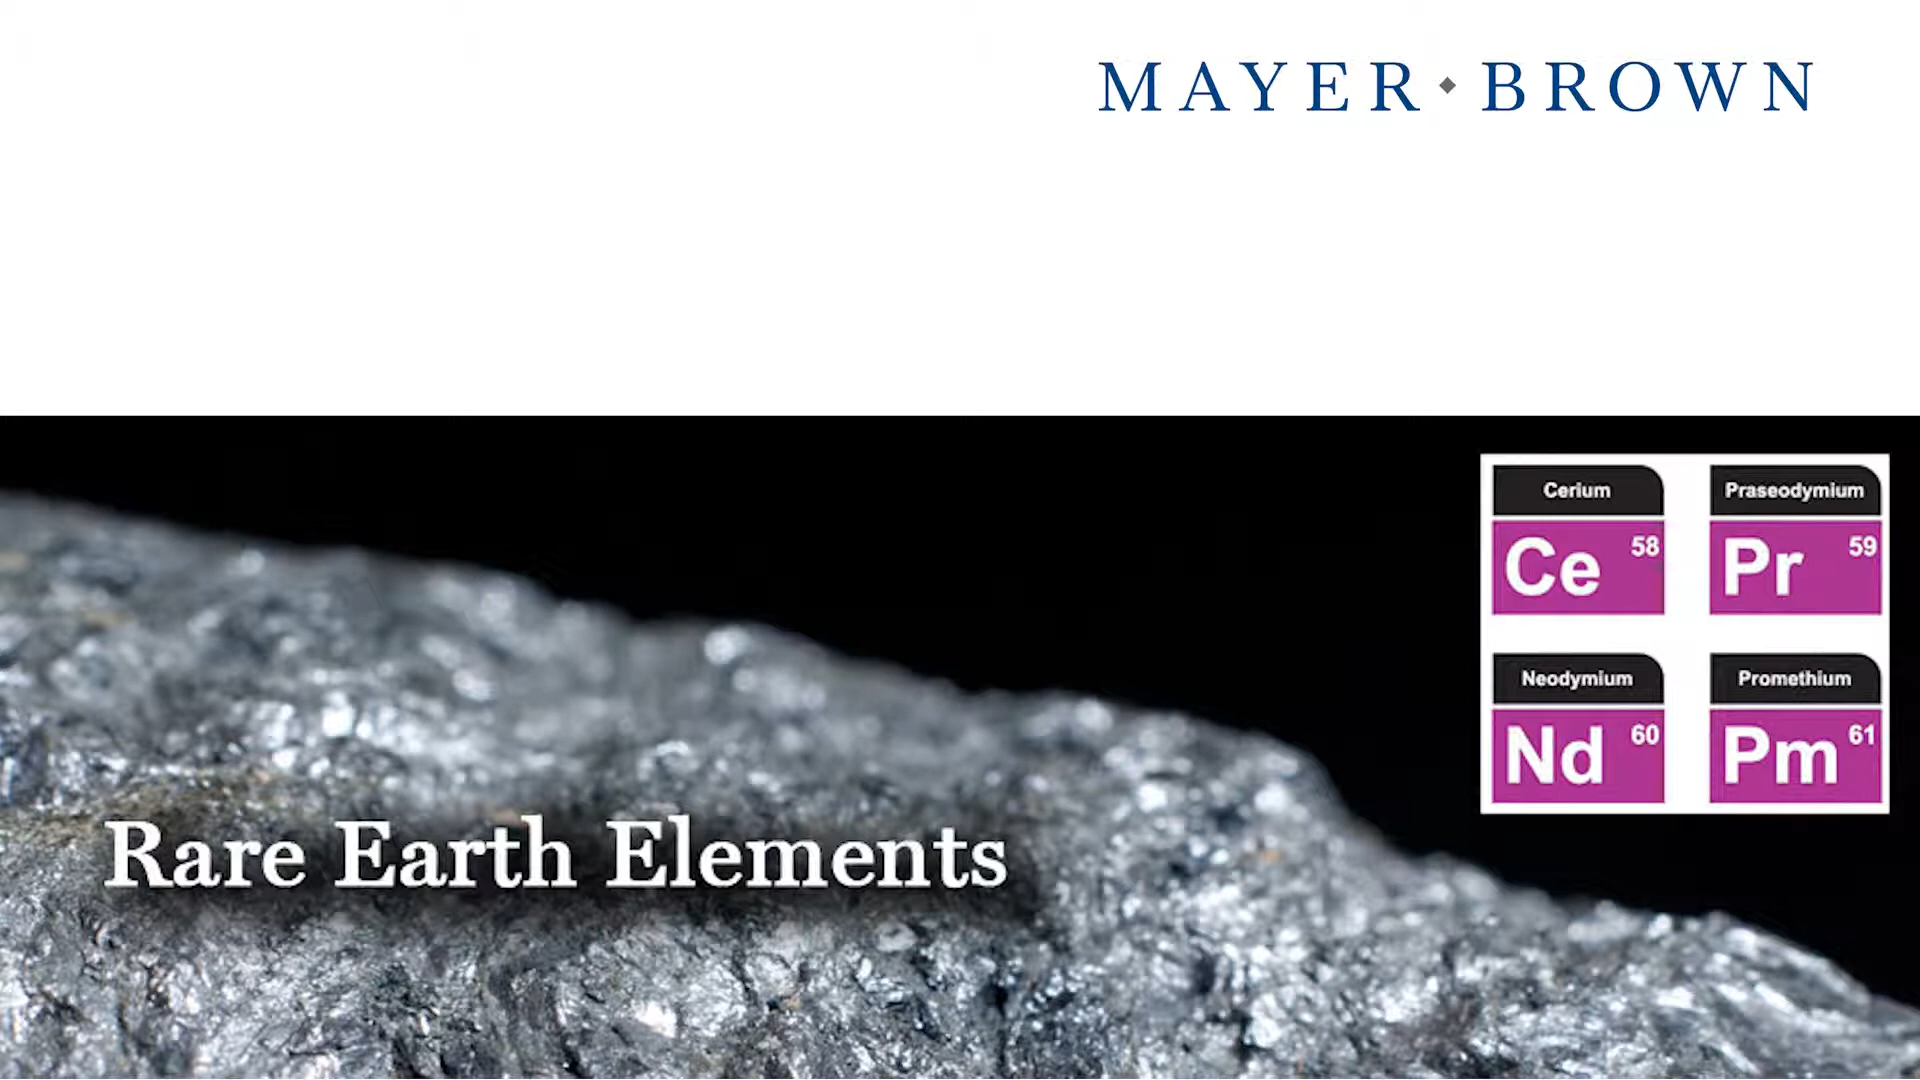 MAYER◆BROWN
Cerium
Ce 58
Praseodymium
Pr 59
Neodymium
Nd 60
Promethium
Pm 61
Rare Earth Elements